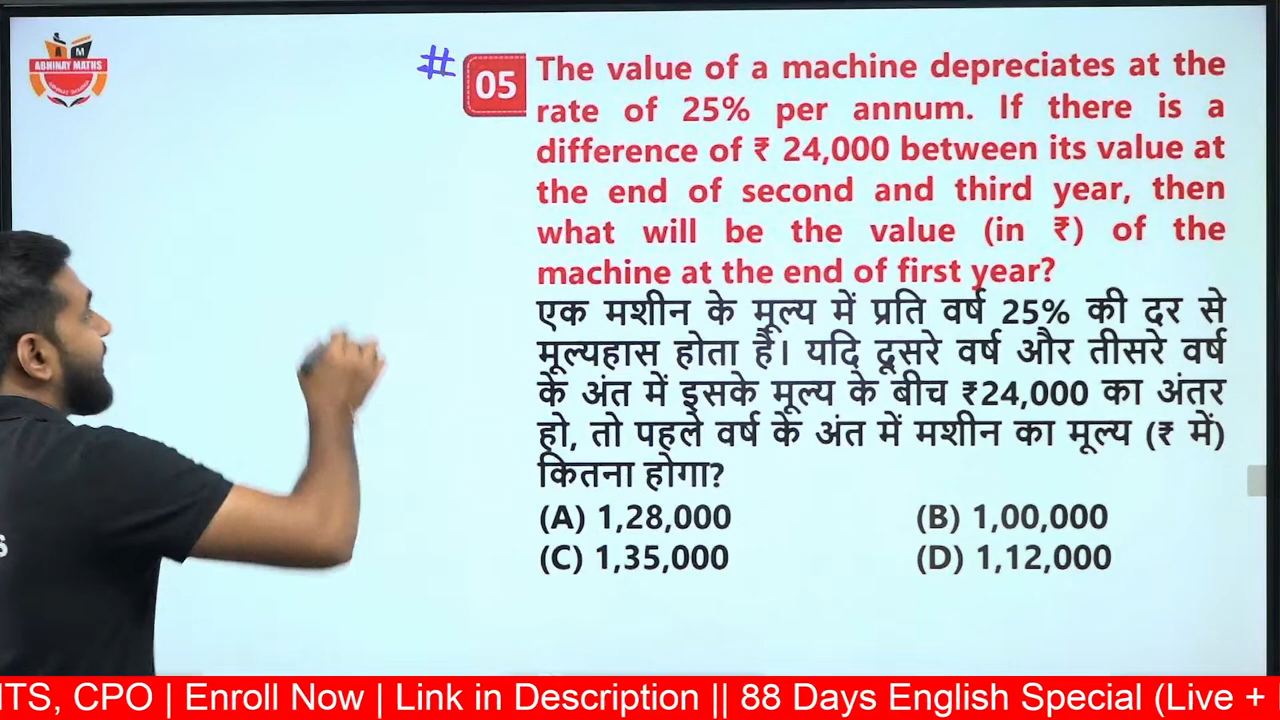 ABHINAY MATHS
#
05
The value of a machine depreciates at the
rate of 25% per annum. If there is a
difference of ₹ 24,000 between its value at
the end of second and third year, then
what will be the value (in ₹) of the
machine at the end of first year?
एक मशीन के मूल्य में प्रति वर्ष 25% की दर से
मूल्यहास होता है। यदि दूसरे वर्ष और तीसरे वर्ष
के अंत में इसके मूल्य के बीच ₹24,000 का अंतर
हो, तो पहले वर्ष के अंत में मशीन का मूल्य (₹ में)
कितना होगा?
(A) 1,28,000 (B) 1,00,000
(C) 1,35,000 (D) 1,12,000
ITS, CPO | Enroll Now | Link in Description || 88 Days English Special (Live +